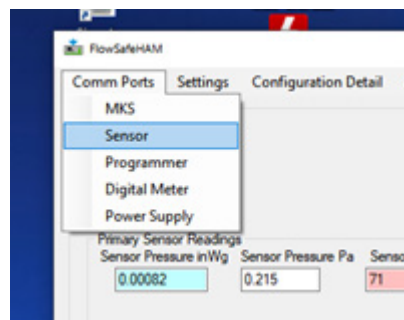 FlowSafeHAM
Comm Ports Settings Configuration Detail
MKS
Sensor
Programmer
Digital Meter
Power Supply
Primary Sensor Readings
Sensor Pressure inWg Sensor Pressure Pa
0.00082 0.215 71